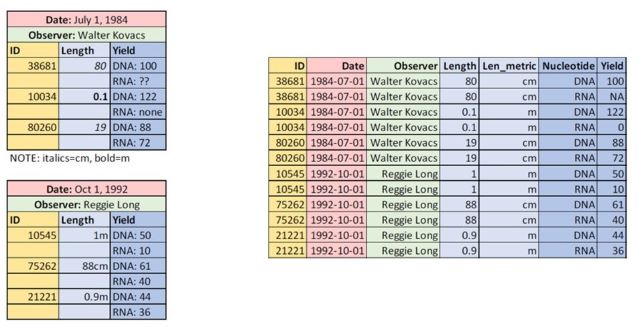 Date: July 1, 1984
Observer: Walter Kovacs
ID Length Yield
38681 80 DNA: 100
RNA: ??
10034 0.1 DNA: 122
RNA: none
80260 19 DNA: 88
RNA: 72
NOTE: italics=cm, bold=m
Date: Oct 1, 1992
Observer: Reggie Long
ID Length Yield
10545 1m DNA: 50
RNA: 10
75262 88cm DNA: 61
RNA: 40
21221 0.9m DNA: 44
RNA: 36
ID Date Observer Length Len_metric Nucleotide Yield
38681 1984-07-01 Walter Kovacs 80 cm DNA 100
38681 1984-07-01 Walter Kovacs 80 cm RNA NA
10034 1984-07-01 Walter Kovacs 0.1 m DNA 122
10034 1984-07-01 Walter Kovacs 0.1 m RNA 0
80260 1984-07-01 Walter Kovacs 19 cm DNA 88
80260 1984-07-01 Walter Kovacs 19 cm RNA 72
10545 1992-10-01 Reggie Long 1 m DNA 50
10545 1992-10-01 Reggie Long 1 m RNA 10
75262 1992-10-01 Reggie Long 88 cm DNA 61
75262 1992-10-01 Reggie Long 88 cm RNA 40
21221 1992-10-01 Reggie Long 0.9 m DNA 44
21221 1992-10-01 Reggie Long 0.9 m RNA 36